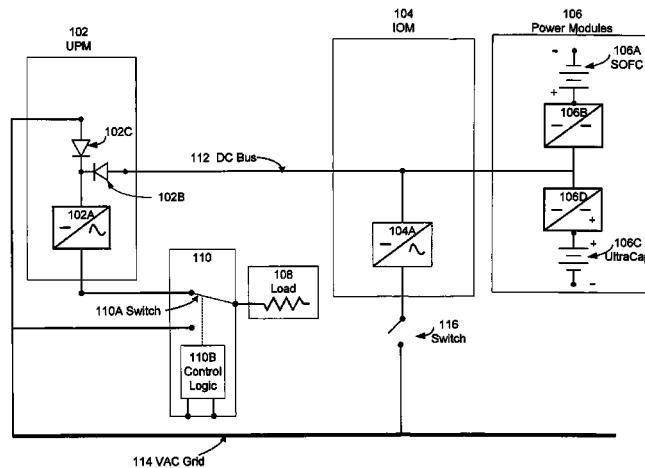 102
UPM
104
IOM
106
Power Modules
-
106A
SOFC
+
106B
- -
102C
112 DC Bus
102B
102A
-
104A
-
106D
- +
+
106C
UltraCap
-
110
108
Load
110A Switch
116
Switch
110B
Control
Logic
114 VAC Grid